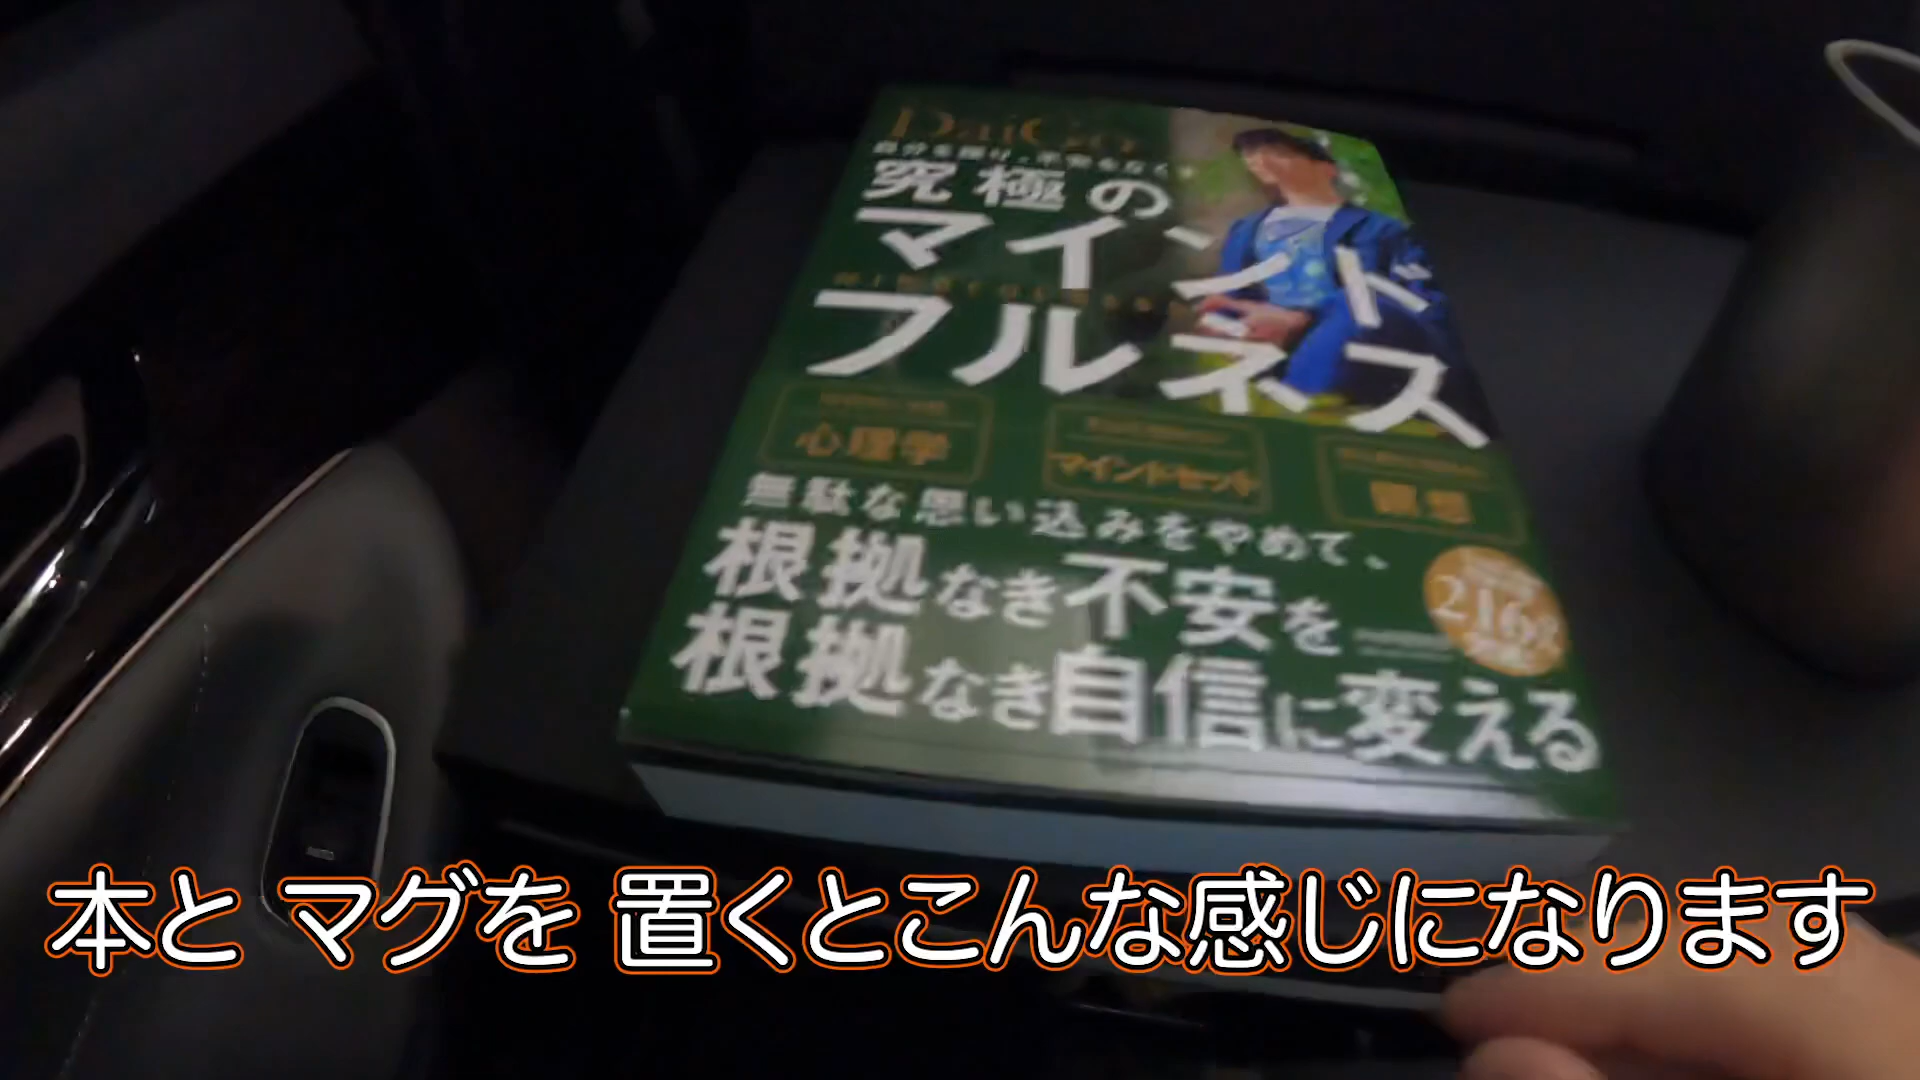 DaiGo
究極の
マインド
フルネス
心理学
マインドセット
瞑想
無駄な思い込みをやめて、
根拠なき不安を
根拠なき自信に変える
216
本と マグを 置くとこんな感じになります